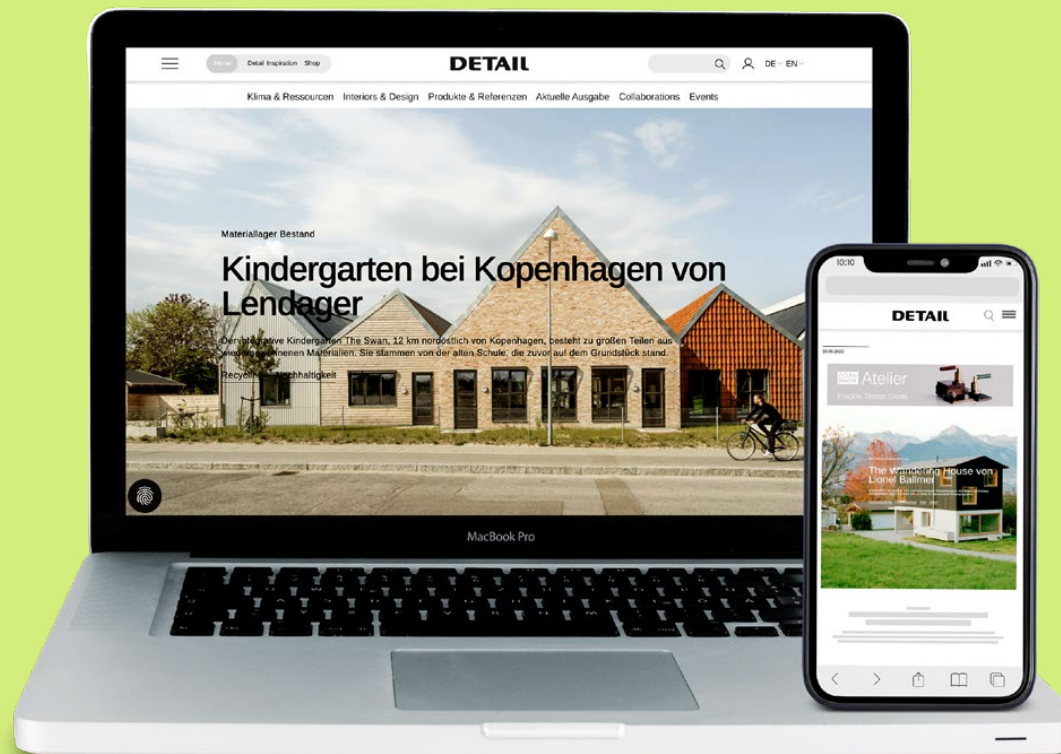 Home Detail Inspiration Shop
DETAIL
DE EN
Klima & Ressourcen Interiors & Design Produkte & Referenzen Aktuelle Ausgabe Collaborations Events
Materiallager Bestand
Kindergarten bei Kopenhagen von
Lendager
Der integrative Kindergarten The Swan, 12 km nordöstlich von Kopenhagen, besteht zu großen Teilen aus
wiedergewonnenen Materialien. Sie stammen von der alten Schule, die zuvor auf dem Grundstück stand.
Nachhaltigkeit
MacBook Pro
10:10
DETAIL
Atelier
The Wandering House von
Lionel Ballmer